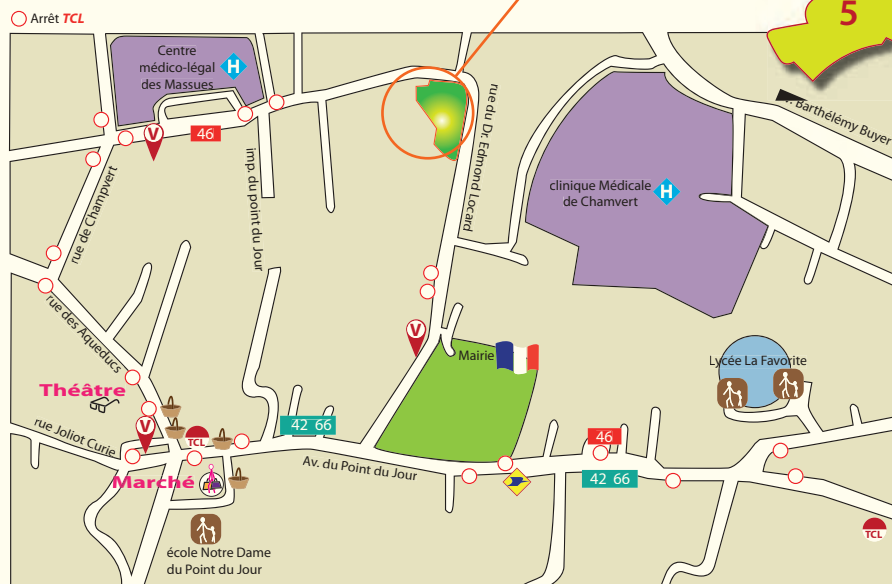 Arrêt TCL
5
Centre
médico-légal
des Massues
H
Barthélémy Buyer
V
46
rue du Dr. Edmond Locard
imp. du point du Jour
rue de Champvert
clinique Médicale
de Chamvert
H
rue des Aqueducs
V
Mairie
Lycée La Favorite
Théâtre
V
rue Joliot Curie
TCL
42 66
46
Av. du Point du Jour
42 66
Marché
TCL
école Notre Dame
du Point du Jour